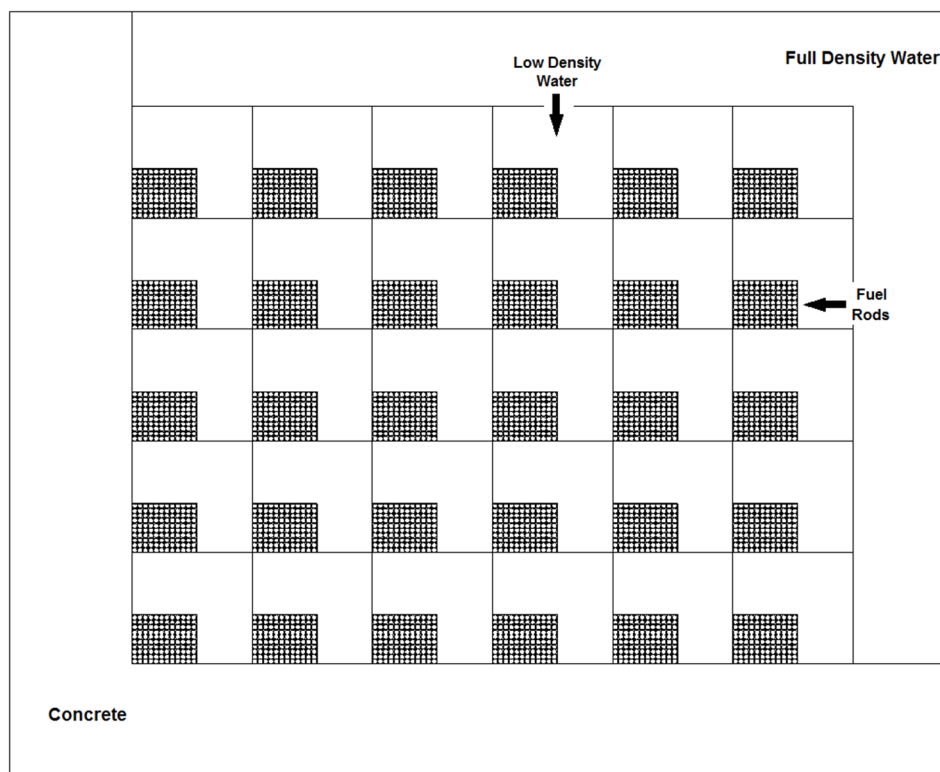 Low Density
Water
Full Density Water
Fuel
Rods
Concrete